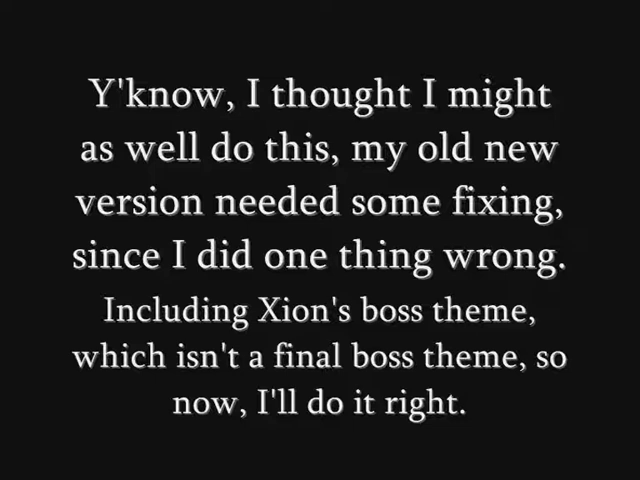 Y'know, I thought I might
as well do this, my old new
version needed some fixing,
since I did one thing wrong.
Including Xion's boss theme,
which isn't a final boss theme, so
now, I'll do it right.